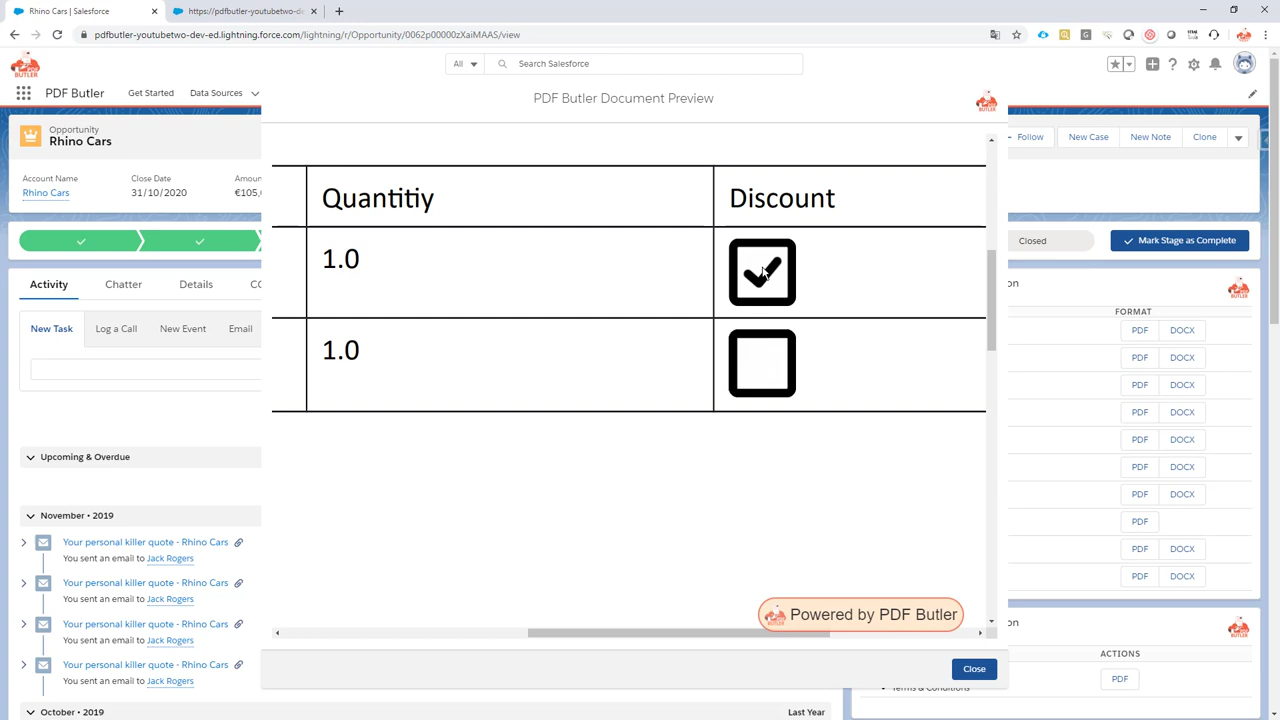 Rhino Cars | Salesforce
https://pdfbutler-youtubetwo-dev
pdfbutler-youtubetwo-dev-ed.lightning.force.com/lightning/r/Opportunity/0062p00000zXaiMAAS/view
BUTLER
All
Search Salesforce
PDF Butler
Get Started
Data Sources
PDF Butler Document Preview
Opportunity
Rhino Cars
Follow
New Case
New Note
Clone
Account Name
Close Date
Amoun
Rhino Cars
31/10/2020
€105,0
Quantitiy
Discount
1.0
1.0
Closed
Mark Stage as Complete
Activity
Chatter
Details
New Task
Log a Call
New Event
Email
FORMAT
PDF DOCX
PDF DOCX
PDF DOCX
PDF DOCX
PDF DOCX
PDF DOCX
PDF DOCX
PDF
PDF DOCX
PDF DOCX
Upcoming & Overdue
November • 2019
Your personal killer quote - Rhino Cars
You sent an email to Jack Rogers
Your personal killer quote - Rhino Cars
You sent an email to Jack Rogers
Your personal killer quote - Rhino Cars
You sent an email to Jack Rogers
Your personal killer quote - Rhino Cars
You sent an email to Jack Rogers
Powered by PDF Butler
Close
ACTIONS
PDF
Terms & Conditions
October • 2019
Last Year